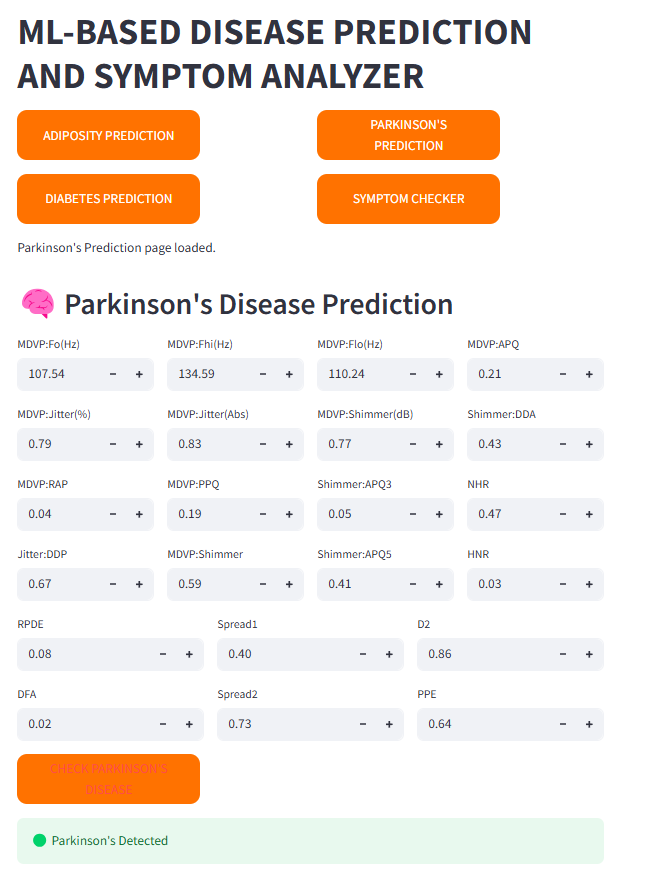 ML-BASED DISEASE PREDICTION
AND SYMPTOM ANALYZER
ADIPOSITY PREDICTION
PARKINSON'S
PREDICTION
DIABETES PREDICTION
SYMPTOM CHECKER
Parkinson's Prediction page loaded.
Parkinson's Disease Prediction
MDVP:Fo(Hz) MDVP:Fhi(Hz) MDVP:Flo(Hz) MDVP:APQ
107.54 − + 134.59 − + 110.24 − + 0.21 − +
MDVP:Jitter(%) MDVP:Jitter(Abs) MDVP:Shimmer(dB) Shimmer:DDA
0.79 − + 0.83 − + 0.77 − + 0.43 − +
MDVP:RAP MDVP:PPQ Shimmer:APQ3 NHR
0.04 − + 0.19 − + 0.05 − + 0.47 − +
Jitter:DDP MDVP:Shimmer Shimmer:APQ5 HNR
0.67 − + 0.59 − + 0.41 − + 0.03 − +
RPDE Spread1 D2
0.08 − + 0.40 − + 0.86 − +
DFA Spread2 PPE
0.02 − + 0.73 − + 0.64 − +
CHECK PARKINSON'S
DISEASE
Parkinson's Detected